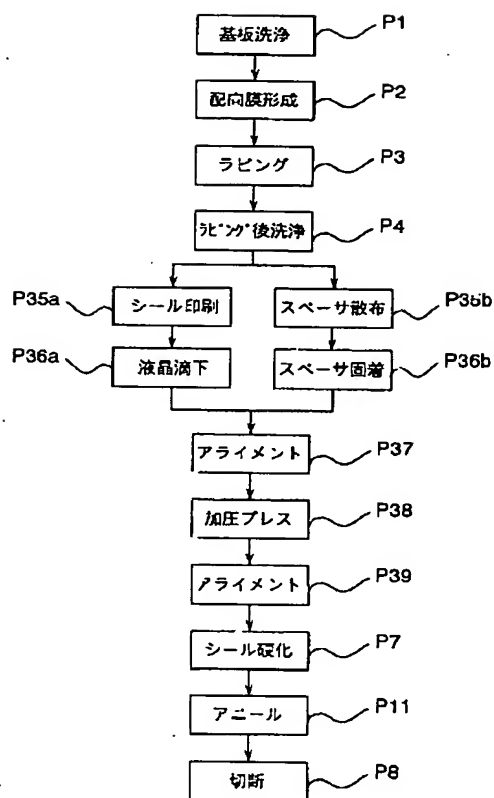 基板洗浄 P1
配向膜形成 P2
ラビング P3
ﾗﾋﾞﾝｸﾞ後洗浄 P4
P35a シール印刷 スペーサ散布 P35b
P36a 液晶滴下 スペーサ固着 P36b
アライメント P37
加圧プレス P38
アライメント P39
シール硬化 P7
アニール P11
切断 P8